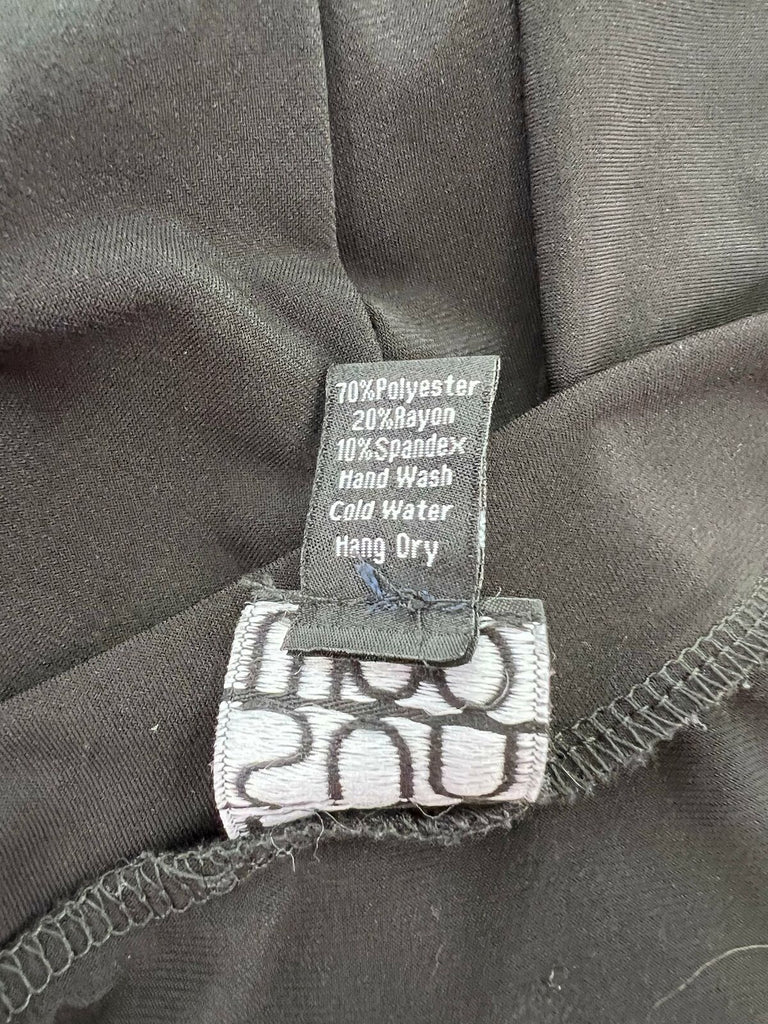 70%Polyester
20%Rayon
10%Spandex
Hand Wash
Cold Water
Hang Dry